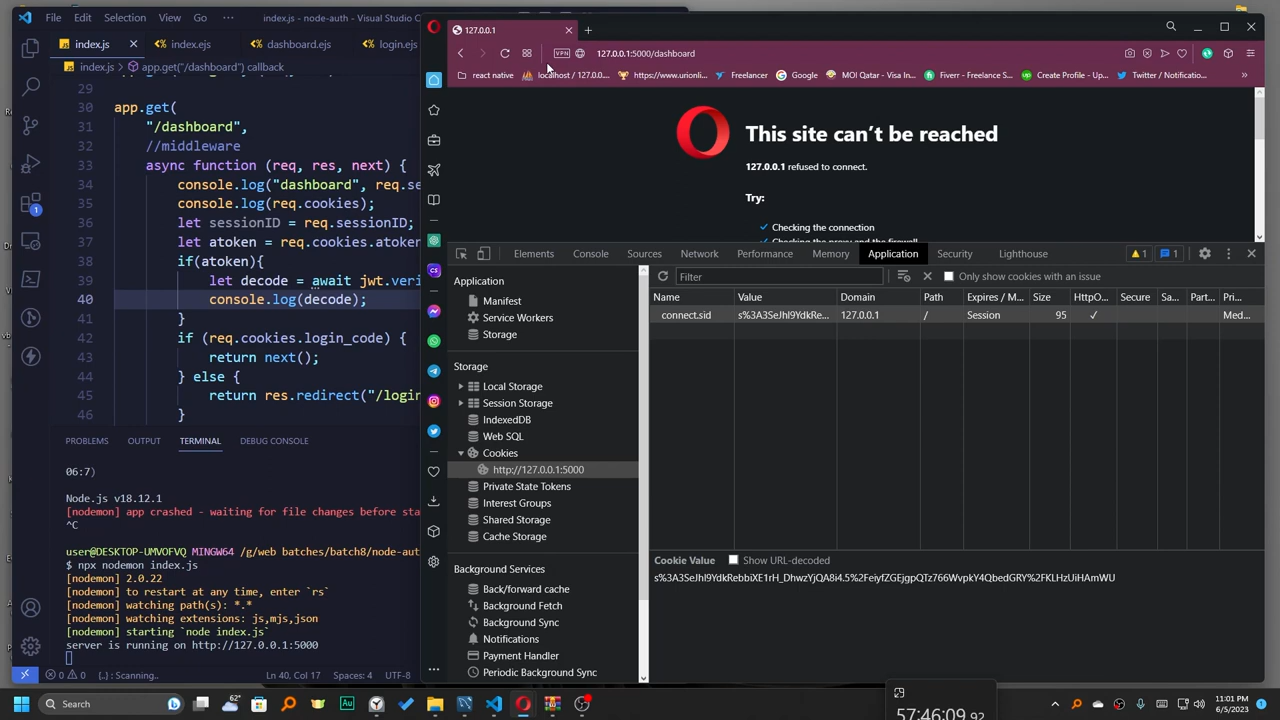 File Edit Selection View Go ··· index.js - node-auth - Visual Studio C
index.js
index.ejs
dashboard.ejs
login.ejs
index.js > app.get("/dashboard") callback
29
30 app.get(
31 "/dashboard",
32 //middleware
33 async function (req, res, next) {
34 console.log("dashboard", req.se
35 console.log(req.cookies);
36 let sessionID = req.sessionID;
37 let atoken = req.cookies.atoken
38 if(atoken){
39 let decode = await jwt.veri
40 console.log(decode);
41 }
42 if (req.cookies.login_code) {
43 return next();
44 } else {
45 return res.redirect("/login
46 }
PROBLEMS OUTPUT TERMINAL DEBUG CONSOLE
06:7)
Node.js v18.12.1
[nodemon] app crashed - waiting for file changes before sta
^C
user@DESKTOP-UMVOFVQ MINGW64 /g/web batches/batch8/node-aut
$ npx nodemon index.js
[nodemon] 2.0.22
[nodemon] to restart at any time, enter `rs`
[nodemon] watching path(s): *.*
[nodemon] watching extensions: js,mjs,json
[nodemon] starting `node index.js`
server is running on http://127.0.0.1:5000
0 0 {..} : Scanning.. Ln 40, Col 17 Spaces: 4 UTF-8
127.0.0.1
VPN 127.0.0.1:5000/dashboard
react native localhost / 127.0.0.... https://www.urionli... Freelancer Google MOI Qatar - Visa In... Fiverr - Freelance S... Create Profile - Up... Twitter / Notificatio... »
This site can't be reached
127.0.0.1 refused to connect.
Try:
Checking the connection
Checking the proxy and the firewall
Elements Console Sources Network Performance Memory Application Security Lighthouse 1 1
Application
Manifest
Service Workers
Storage
Storage
Local Storage
Session Storage
IndexedDB
Web SQL
Cookies
http://127.0.0.1:5000
Private State Tokens
Interest Groups
Shared Storage
Cache Storage
Background Services
Back/forward cache
Background Fetch
Background Sync
Notifications
Payment Handler
Periodic Background Sync
Filter Only show cookies with an issue
Name Value Domain Path Expires / M... Size HttpO... Secure Sa... Part... Pri...
connect.sid s%3A3SeJhl9YdkRe... 127.0.0.1 / Session 95 ✓ Med...
Cookie Value Show URL-decoded
s%3A3SeJhl9YdkRebbiXE1rH_DhwzYjQA8i4.5%2FeiyfZGEjgpQTz766WvpkY4QbedGRY%2FKLHzUiHAmWU
Search
57:46:09.92
11:01 PM
6/5/2023